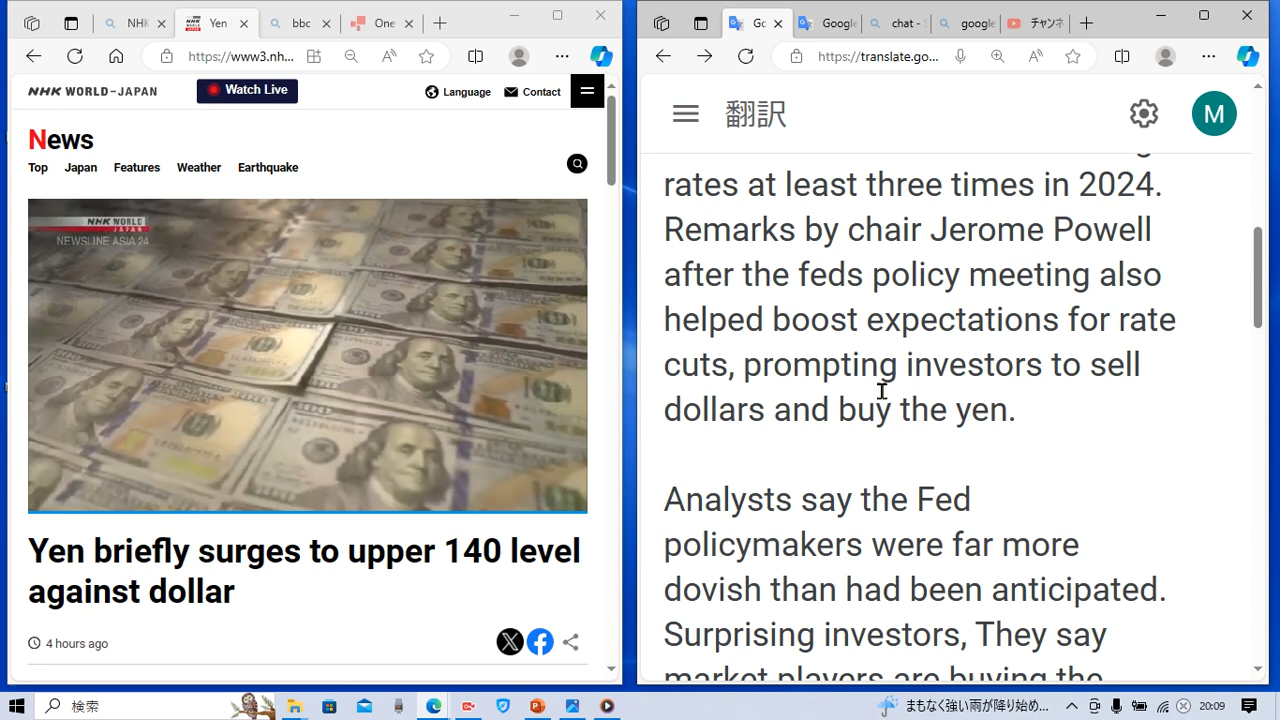 NHK
Yen
bbc
One
https://www3.nh...
NHK WORLD-JAPAN
Watch Live
Language
Contact
News
Top
Japan
Features
Weather
Earthquake
NHK WORLD
JAPAN
NEWSLINE ASIA 24
Yen briefly surges to upper 140 level
against dollar
4 hours ago
Go
Google
chat -
google
チャンネ
https://translate.go...
翻訳
M
rates at least three times in 2024.
Remarks by chair Jerome Powell
after the feds policy meeting also
helped boost expectations for rate
cuts, prompting investors to sell
dollars and buy the yen.
Analysts say the Fed
policymakers were far more
dovish than had been anticipated.
Surprising investors, They say
market players are buying the
検索
まもなく強い雨が降り始め...
20:09